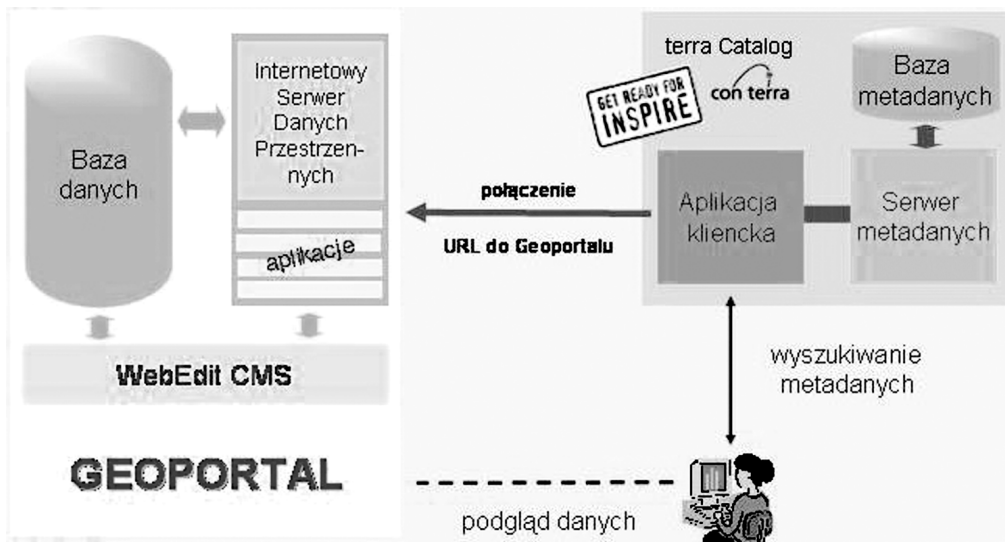 Baza
danych
Internetowy
Serwer
Danych
Przestrzen-
nych
aplikacje
WebEdit CMS
GEOPORTAL
połączenie
URL do Geoportalu
terra Catalog
GET READY FOR
INSPIRE
con terra
Baza
metadanych
Aplikacja
kliencka
Serwer
metadanych
wyszukiwanie
metadanych
podgląd danych